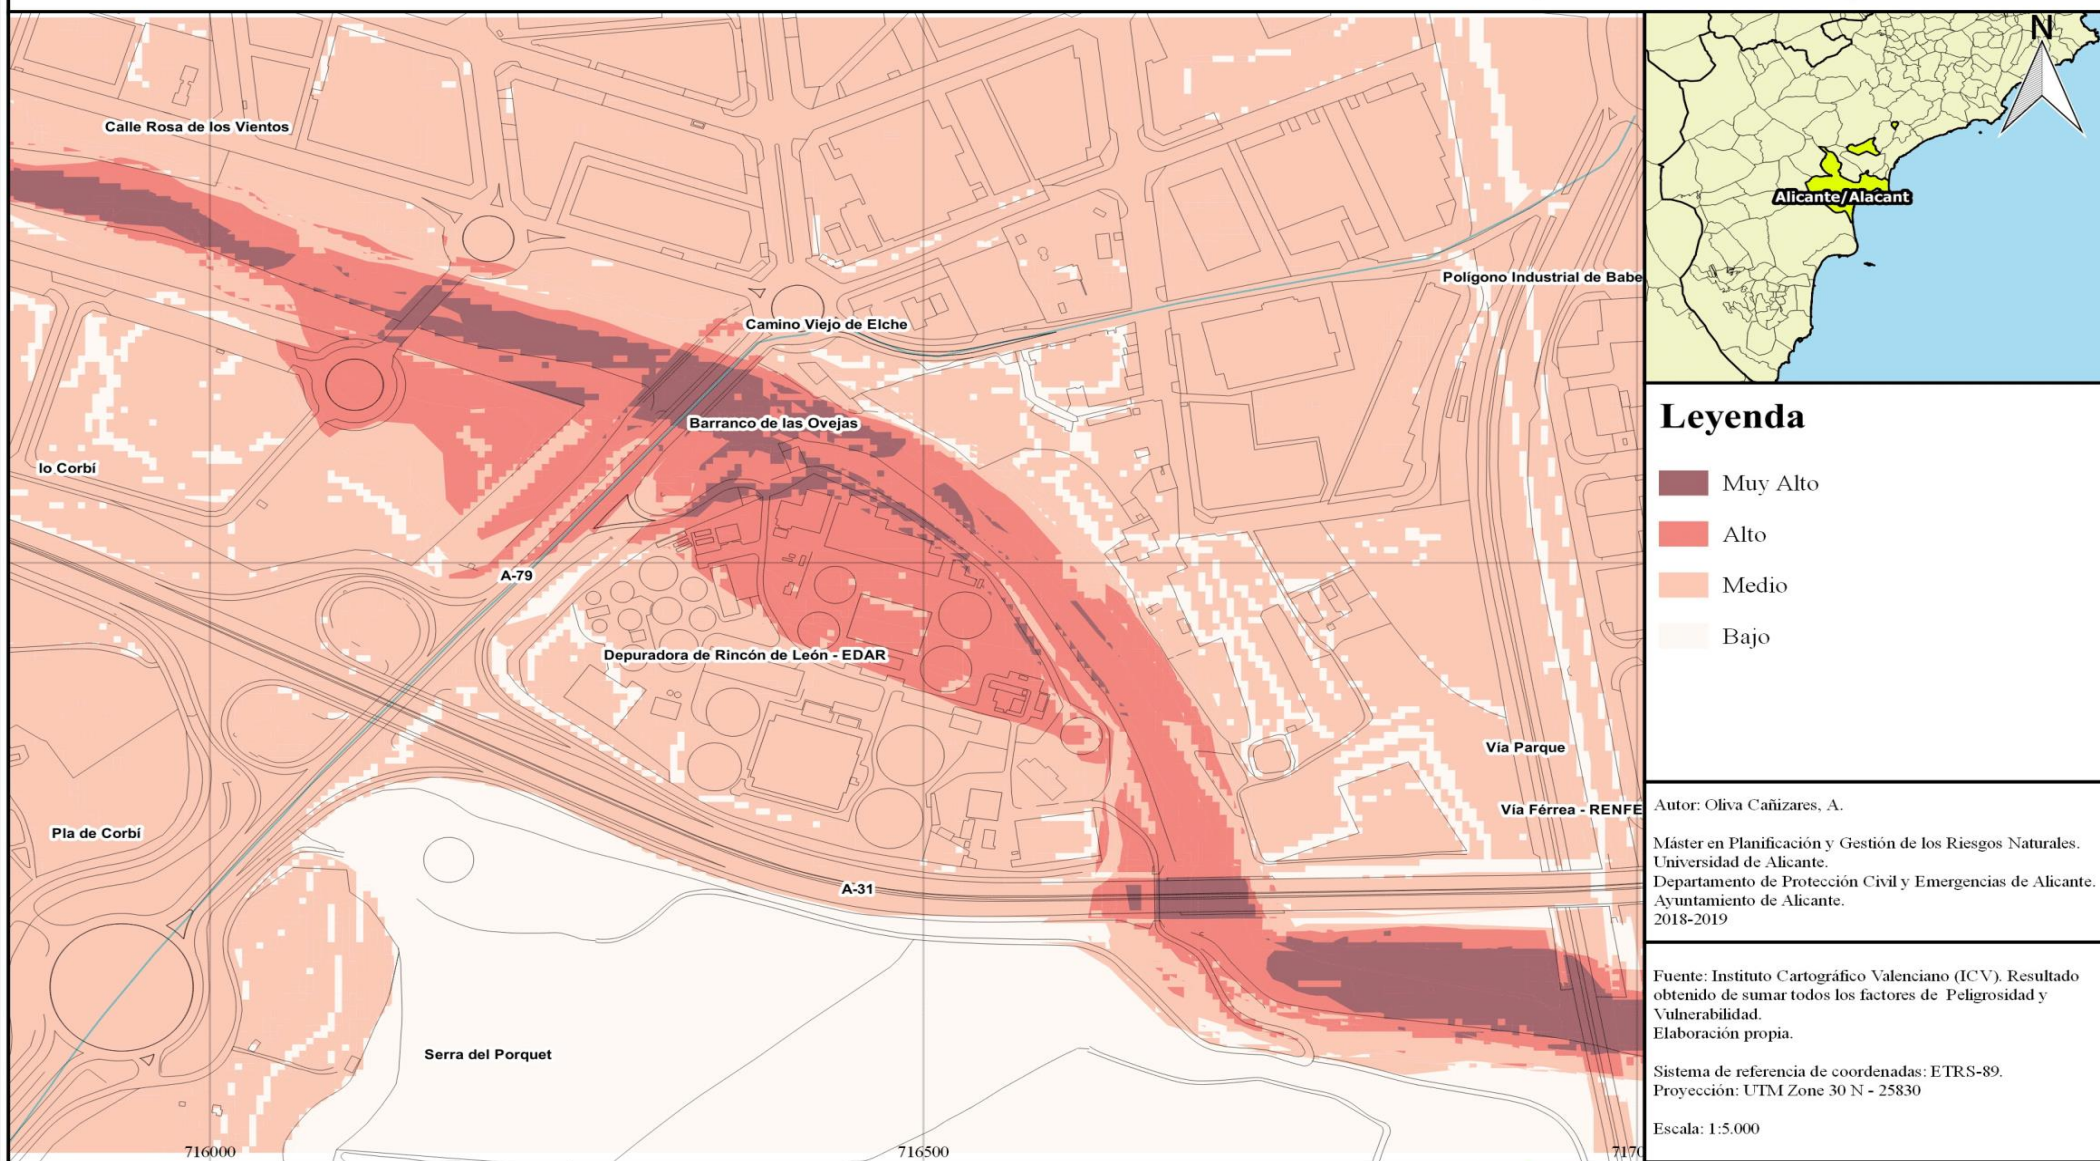 Calle Rosa de los Vientos
Polígono Industrial de Babe
Camino Viejo de Elche
Barranco de las Ovejas
lo Corbí
A-79
Depuradora de Rincón de León - EDAR
Vía Parque
Vía Férrea - RENFE
Pla de Corbí
A-31
Serra del Porquet
716000
716500
7170
N
Alicante/Alacant
Leyenda
Muy Alto
Alto
Medio
Bajo
Autor: Oliva Cañizares, A.
Máster en Planificación y Gestión de los Riesgos Naturales.
Universidad de Alicante.
Departamento de Protección Civil y Emergencias de Alicante.
Ayuntamiento de Alicante.
2018-2019
Fuente: Instituto Cartográfico Valenciano (ICV). Resultado
obtenido de sumar todos los factores de Peligrosidad y
Vulnerabilidad.
Elaboración propia.
Sistema de referencia de coordenadas: ETRS-89.
Proyección: UTM Zone 30 N - 25830
Escala: 1:5.000